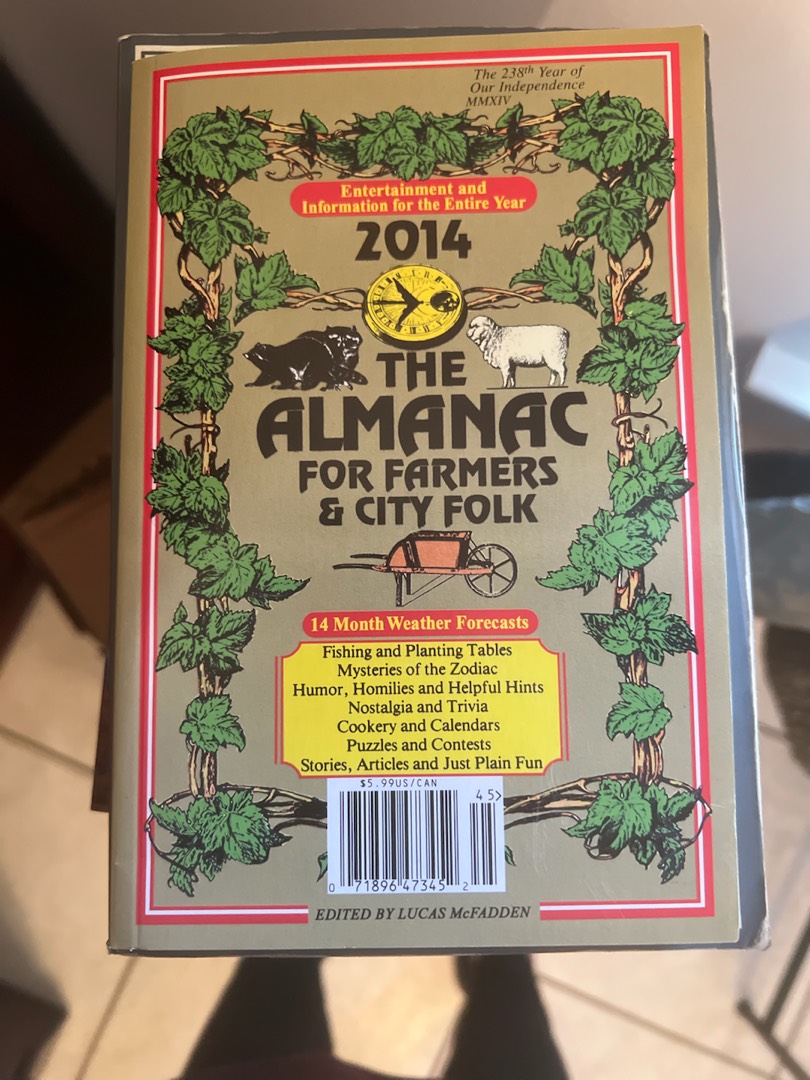 The 238th Year of
Our Independence
MMXIV
Entertainment and
Information for the Entire Year
2014
THE
ALMANAC
FOR FARMERS
& CITY FOLK
14 Month Weather Forecasts
Fishing and Planting Tables
Mysteries of the Zodiac
Humor, Homilies and Helpful Hints
Nostalgia and Trivia
Cookery and Calendars
Puzzles and Contests
Stories, Articles and Just Plain Fun
$5.99US/CAN
45>
0 71896 47345 2
EDITED BY LUCAS McFADDEN